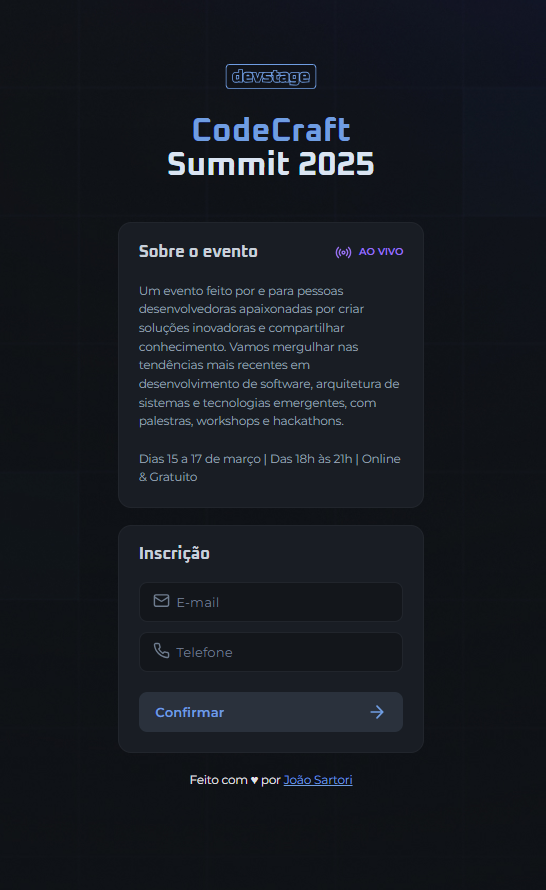 devstage
CodeCraft
Summit 2025
Sobre o evento
AO VIVO
Um evento feito por e para pessoas
desenvolvedoras apaixonadas por criar
soluções inovadoras e compartilhar
conhecimento. Vamos mergulhar nas
tendências mais recentes em
desenvolvimento de software, arquitetura de
sistemas e tecnologias emergentes, com
palestras, workshops e hackathons.
Dias 15 a 17 de março | Das 18h às 21h | Online
& Gratuito
Inscrição
E-mail
Telefone
Confirmar
Feito com ♥ por João Sartori